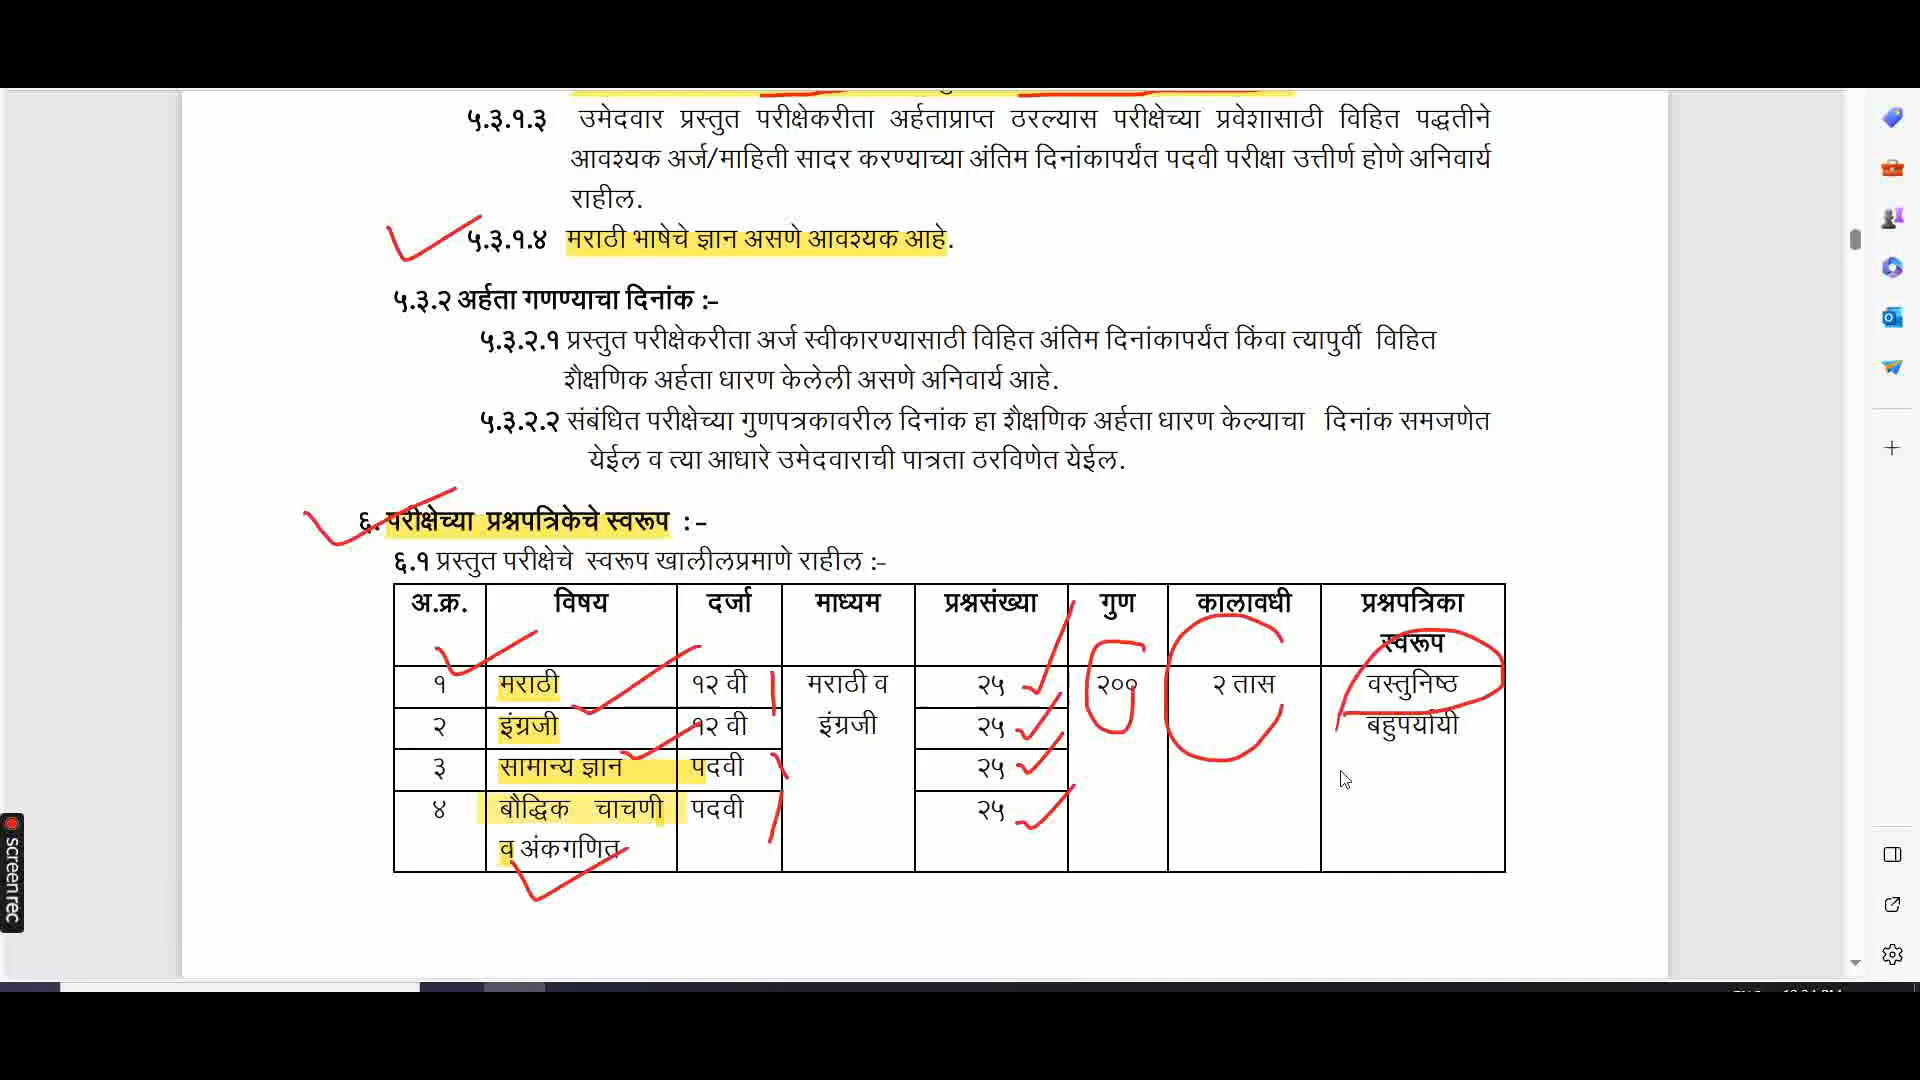 ५.३.१.३ उमेदवार प्रस्तुत परीक्षेकरीता अर्हताप्राप्त ठरल्यास परीक्षेच्या प्रवेशासाठी विहित पद्धतीने
आवश्यक अर्ज/माहिती सादर करण्याच्या अंतिम दिनांकापर्यंत पदवी परीक्षा उत्तीर्ण होणे अनिवार्य
राहील.
५.३.१.४ मराठी भाषेचे ज्ञान असणे आवश्यक आहे.
५.३.२ अर्हता गणण्याचा दिनांक :-
५.३.२.१ प्रस्तुत परीक्षेकरीता अर्ज स्वीकारण्यासाठी विहित अंतिम दिनांकापर्यंत किंवा त्यापुर्वी विहित
शैक्षणिक अर्हता धारण केलेली असणे अनिवार्य आहे.
५.३.२.२ संबंधित परीक्षेच्या गुणपत्रकावरील दिनांक हा शैक्षणिक अर्हता धारण केल्याचा दिनांक समजणेत
येईल व त्या आधारे उमेदवाराची पात्रता ठरविणेत येईल.
६. परीक्षेच्या प्रश्नपत्रिकेचे स्वरूप :-
६.१ प्रस्तुत परीक्षेचे स्वरूप खालीलप्रमाणे राहील :-
अ.क्र. विषय दर्जा माध्यम प्रश्नसंख्या गुण कालावधी प्रश्नपत्रिका
स्वरूप
१ मराठी १२ वी मराठी व २५ २०० २ तास वस्तुनिष्ठ
२ इंग्रजी १२ वी इंग्रजी २५ बहुपर्यायी
३ सामान्य ज्ञान पदवी २५
४ बौद्धिक चाचणी पदवी २५
व अंकगणित
screen rec